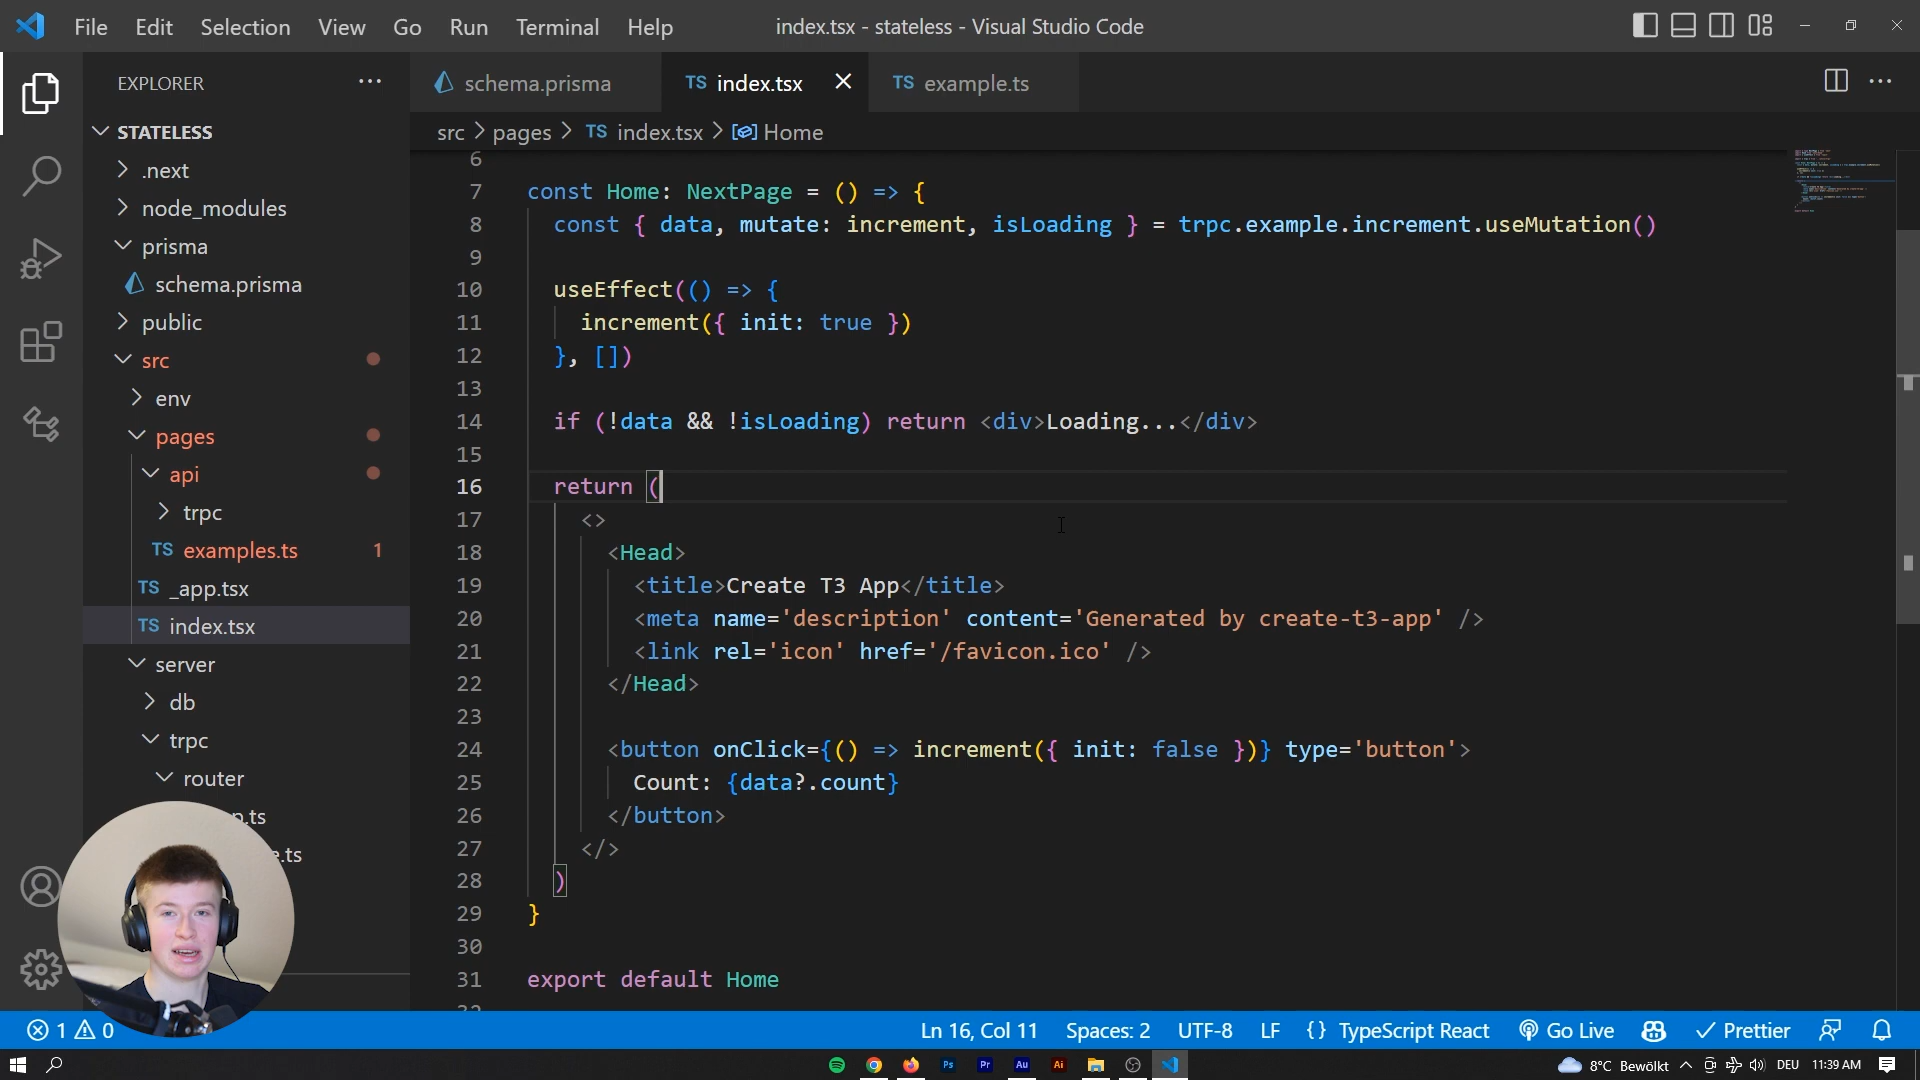 File Edit Selection View Go Run Terminal Help
index.tsx - stateless - Visual Studio Code
EXPLORER
STATELESS
.next
node_modules
prisma
schema.prisma
public
src
env
pages
api
trpc
TS examples.ts 1
TS _app.tsx
TS index.tsx
server
db
trpc
router
.ts
e.ts
schema.prisma
TS index.tsx
TS example.ts
src > pages > TS index.tsx > Home
6
7 const Home: NextPage = () => {
8 const { data, mutate: increment, isLoading } = trpc.example.increment.useMutation()
9
10 useEffect(() => {
11 increment({ init: true })
12 }, [])
13
14 if (!data && !isLoading) return <div>Loading...</div>
15
16 return (
17 <>
18 <Head>
19 <title>Create T3 App</title>
20 <meta name='description' content='Generated by create-t3-app' />
21 <link rel='icon' href='/favicon.ico' />
22 </Head>
23
24 <button onClick={() => increment({ init: false })} type='button'>
25 Count: {data?.count}
26 </button>
27 </>
28 )
29 }
30
31 export default Home
1 0
Ln 16, Col 11 Spaces: 2 UTF-8 LF {} TypeScript React Go Live Prettier
Ps Pr Au Ai
8°C Bewölkt DEU 11:39 AM